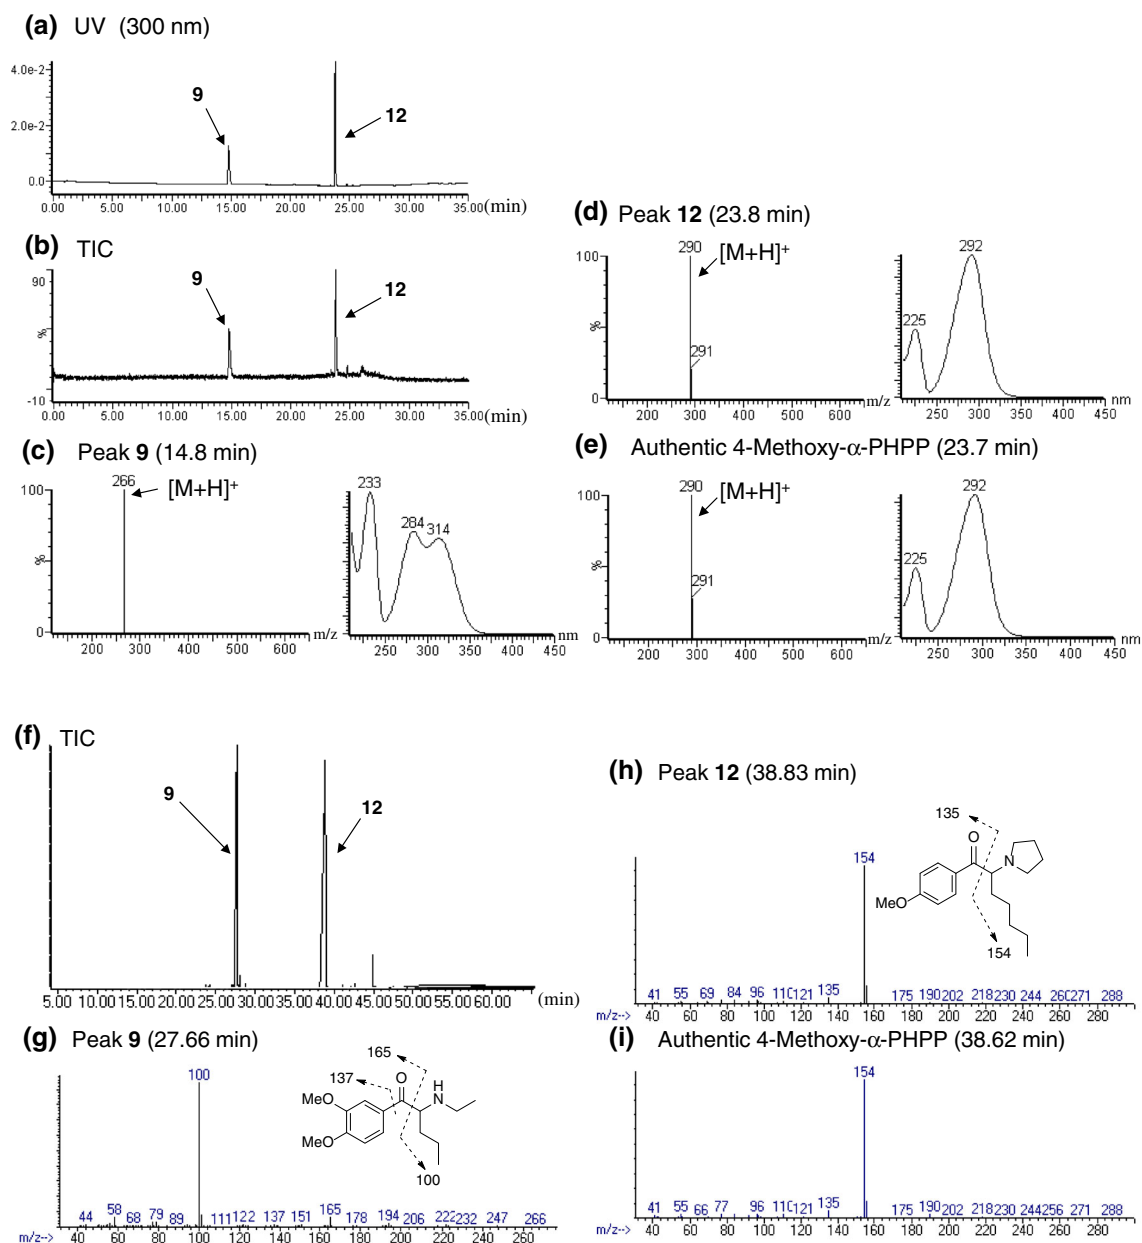 (a) UV (300 nm)
4.0e-2
2.0e-2
0.0
9
12
0.00 5.00 10.00 15.00 20.00 25.00 30.00 35.00 (min)
(b) TIC
90
%
-10
9
12
0.00 5.00 10.00 15.00 20.00 25.00 30.00 35.00 (min)
(c) Peak 9 (14.8 min)
100
%
0
266
[M+H]+
200 300 400 500 600 m/z
233
284 314
250 300 350 400 450 nm
(d) Peak 12 (23.8 min)
100
%
0
290
[M+H]+
291
200 300 400 500 600 m/z
292
225
250 300 350 400 450 nm
(e) Authentic 4-Methoxy-α-PHPP (23.7 min)
100
%
0
290
[M+H]+
291
200 300 400 500 600 m/z
292
225
250 300 350 400 450 nm
(f) TIC
9
12
5.00 10.00 15.00 20.00 25.00 30.00 35.00 40.00 45.00 50.00 55.00 60.00 (min)
(g) Peak 9 (27.66 min)
100
165
137
O
H
N
MeO
MeO
100
44 58 68 79 89 111 122 137 151 165 178 194 206 222 232 247 266
m/z--> 40 60 80 100 120 140 160 180 200 220 240 260
(h) Peak 12 (38.83 min)
135
154
O
N
MeO
154
41 55 69 84 96 110 121 135 175 190 202 218 230 244 260 271 288
m/z--> 40 60 80 100 120 140 160 180 200 220 240 260 280
(i) Authentic 4-Methoxy-α-PHPP (38.62 min)
154
41 55 66 77 96 110 121 135 175 190 202 218 230 244 256 271 288
m/z--> 40 60 80 100 120 140 160 180 200 220 240 260 280